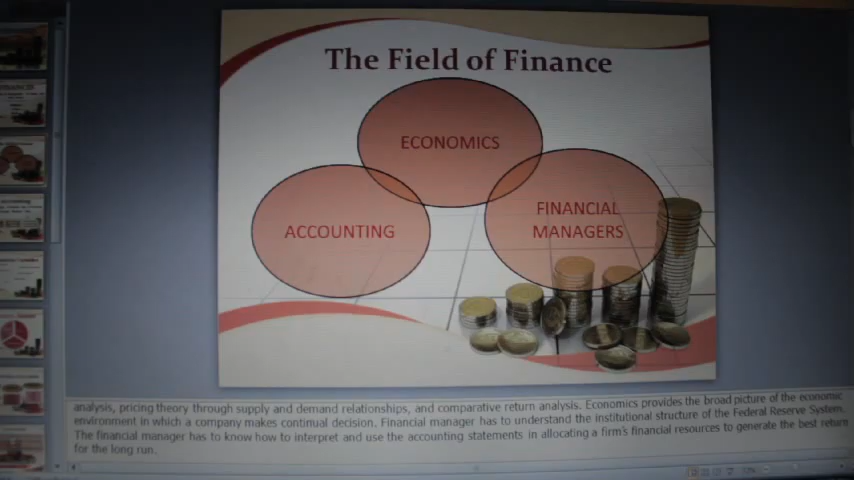 The Field of Finance
ECONOMICS
ACCOUNTING
FINANCIAL
MANAGERS
analysis, pricing theory through supply and demand relationships, and comparative return analysis. Economics provides the broad picture of the economic
environment in which a company makes continual decision. Financial manager has to understand the institutional structure of the Federal Reserve System.
The financial manager has to know how to interpret and use the accounting statements in allocating a firm's financial resources to generate the best return
for the long run.